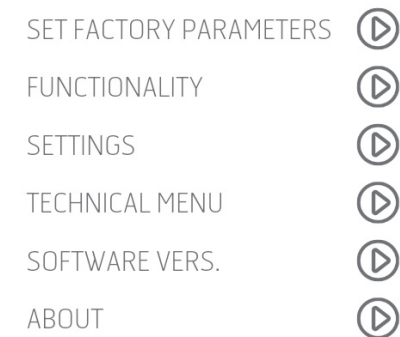 SET FACTORY PARAMETERS
FUNCTIONALITY
SETTINGS
TECHNICAL MENU
SOFTWARE VERS.
ABOUT